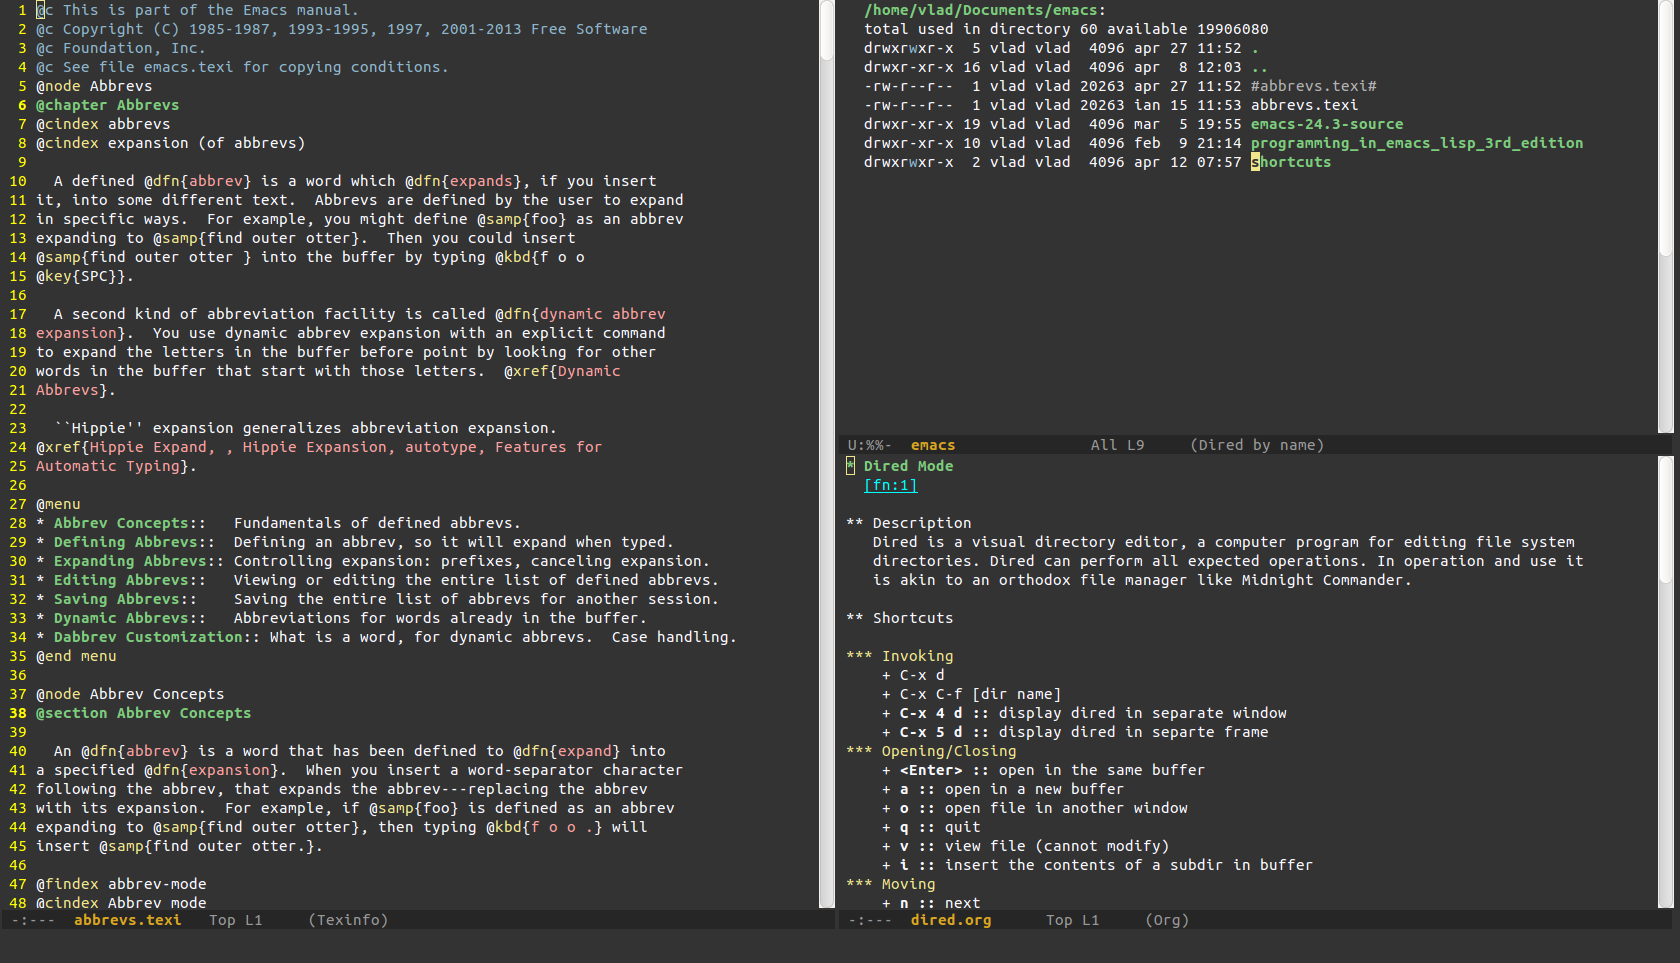 1 @c This is part of the Emacs manual.
2 @c Copyright (C) 1985-1987, 1993-1995, 1997, 2001-2013 Free Software
3 @c Foundation, Inc.
4 @c See file emacs.texi for copying conditions.
5 @node Abbrevs
6 @chapter Abbrevs
7 @cindex abbrevs
8 @cindex expansion (of abbrevs)
9
10   A defined @dfn{abbrev} is a word which @dfn{expands}, if you insert
11 it, into some different text.  Abbrevs are defined by the user to expand
12 in specific ways.  For example, you might define @samp{foo} as an abbrev
13 expanding to @samp{find outer otter}.  Then you could insert
14 @samp{find outer otter } into the buffer by typing @kbd{f o o
15 @key{SPC}}.
16
17   A second kind of abbreviation facility is called @dfn{dynamic abbrev
18 expansion}.  You use dynamic abbrev expansion with an explicit command
19 to expand the letters in the buffer before point by looking for other
20 words in the buffer that start with those letters.  @xref{Dynamic
21 Abbrevs}.
22
23   ``Hippie'' expansion generalizes abbreviation expansion.
24 @xref{Hippie Expand, , Hippie Expansion, autotype, Features for
25 Automatic Typing}.
26
27 @menu
28 * Abbrev Concepts::   Fundamentals of defined abbrevs.
29 * Defining Abbrevs::  Defining an abbrev, so it will expand when typed.
30 * Expanding Abbrevs:: Controlling expansion: prefixes, canceling expansion.
31 * Editing Abbrevs::   Viewing or editing the entire list of defined abbrevs.
32 * Saving Abbrevs::    Saving the entire list of abbrevs for another session.
33 * Dynamic Abbrevs::   Abbreviations for words already in the buffer.
34 * Dabbrev Customization:: What is a word, for dynamic abbrevs.  Case handling.
35 @end menu
36
37 @node Abbrev Concepts
38 @section Abbrev Concepts
39
40   An @dfn{abbrev} is a word that has been defined to @dfn{expand} into
41 a specified @dfn{expansion}.  When you insert a word-separator character
42 following the abbrev, that expands the abbrev---replacing the abbrev
43 with its expansion.  For example, if @samp{foo} is defined as an abbrev
44 expanding to @samp{find outer otter}, then typing @kbd{f o o .} will
45 insert @samp{find outer otter.}.
46
47 @findex abbrev-mode
48 @cindex Abbrev mode
-:---  abbrevs.texi   Top L1     (Texinfo)
/home/vlad/Documents/emacs:
total used in directory 60 available 19906080
drwxrwxr-x  5 vlad vlad  4096 apr 27 11:52 .
drwxr-xr-x 16 vlad vlad  4096 apr  8 12:03 ..
-rw-r--r--  1 vlad vlad 20263 apr 27 11:52 #abbrevs.texi#
-rw-r--r--  1 vlad vlad 20263 ian 15 11:53 abbrevs.texi
drwxr-xr-x 19 vlad vlad  4096 mar  5 19:55 emacs-24.3-source
drwxr-xr-x 10 vlad vlad  4096 feb  9 21:14 programming_in_emacs_lisp_3rd_edition
drwxrwxr-x  2 vlad vlad  4096 apr 12 07:57 shortcuts
U:%%-  emacs               All L9     (Dired by name)
* Dired Mode
[fn:1]

** Description
Dired is a visual directory editor, a computer program for editing file system
directories. Dired can perform all expected operations. In operation and use it
is akin to an orthodox file manager like Midnight Commander.

** Shortcuts

*** Invoking
+ C-x d
+ C-x C-f [dir name]
+ C-x 4 d :: display dired in separate window
+ C-x 5 d :: display dired in separte frame
*** Opening/Closing
+ <Enter> :: open in the same buffer
+ a :: open in a new buffer
+ o :: open file in another window
+ q :: quit
+ v :: view file (cannot modify)
+ i :: insert the contents of a subdir in buffer
*** Moving
+ n :: next
-:---  dired.org      Top L1     (Org)